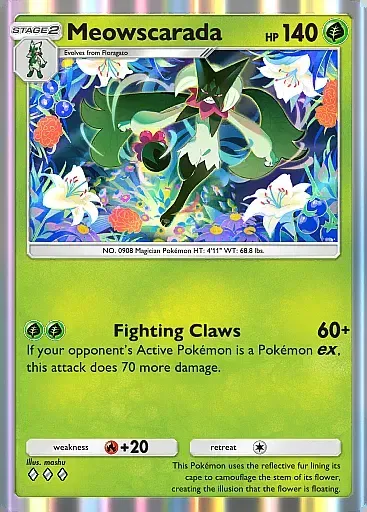 STAGE 2 Meowscarada HP 140
Evolves from Floragato
NO. 0908 Magician Pokémon HT: 4'11" WT: 68.8 lbs.
Fighting Claws 60+
If your opponent's Active Pokémon is a Pokémon ex,
this attack does 70 more damage.
weakness +20 retreat
Illus. mashu
This Pokémon uses the reflective fur lining its
cape to camouflage the stem of its flower,
creating the illusion that the flower is floating.